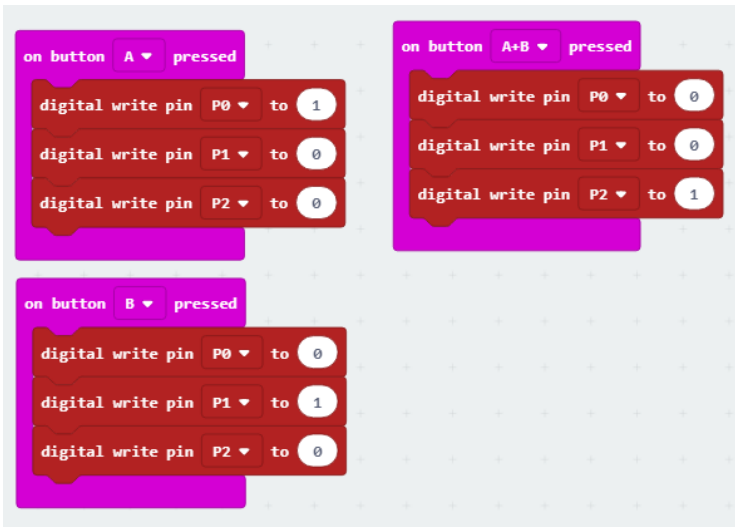 on button A pressed
digital write pin P0 to 1
digital write pin P1 to 0
digital write pin P2 to 0
on button B pressed
digital write pin P0 to 0
digital write pin P1 to 1
digital write pin P2 to 0
on button A+B pressed
digital write pin P0 to 0
digital write pin P1 to 0
digital write pin P2 to 1